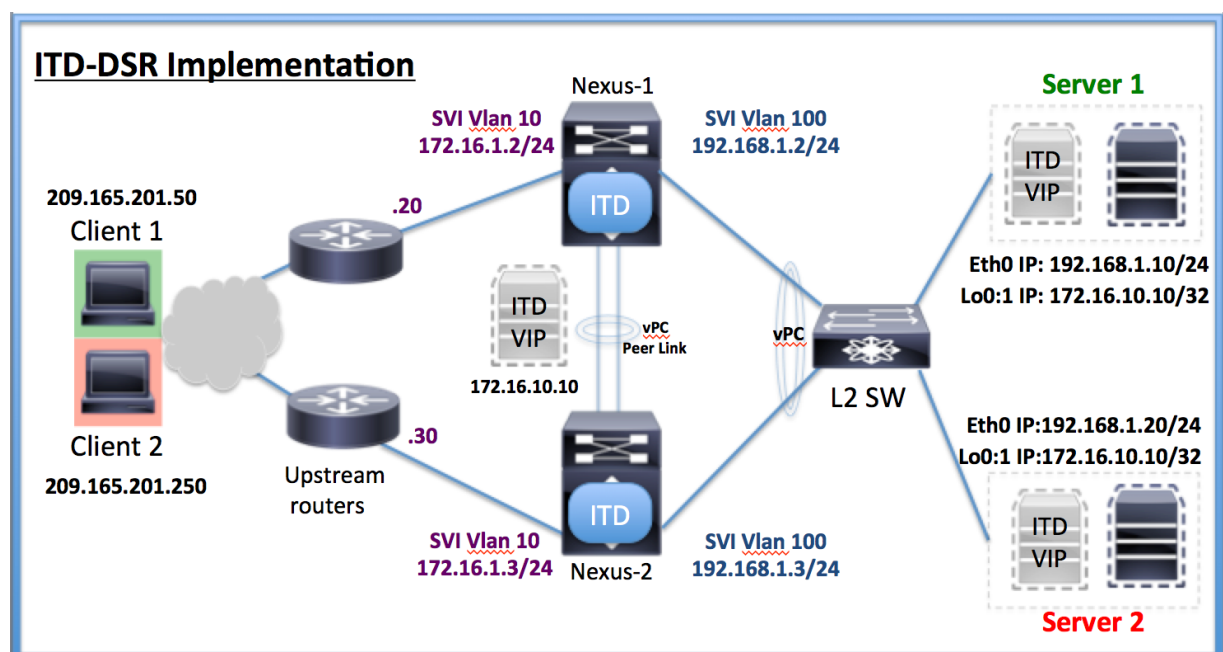 ITD-DSR Implementation
Nexus-1
Server 1
SVI Vlan 10
172.16.1.2/24
SVI Vlan 100
192.168.1.2/24
ITD
VIP
209.165.201.50
Client 1
.20
ITD
Eth0 IP: 192.168.1.10/24
Lo0:1 IP: 172.16.10.10/32
ITD
VIP
vPC
Peer Link
vPC
172.16.10.10
L2 SW
Client 2
209.165.201.250
.30
Upstream
routers
Eth0 IP:192.168.1.20/24
Lo0:1 IP:172.16.10.10/32
ITD
ITD
VIP
SVI Vlan 10
172.16.1.3/24
Nexus-2
SVI Vlan 100
192.168.1.3/24
Server 2